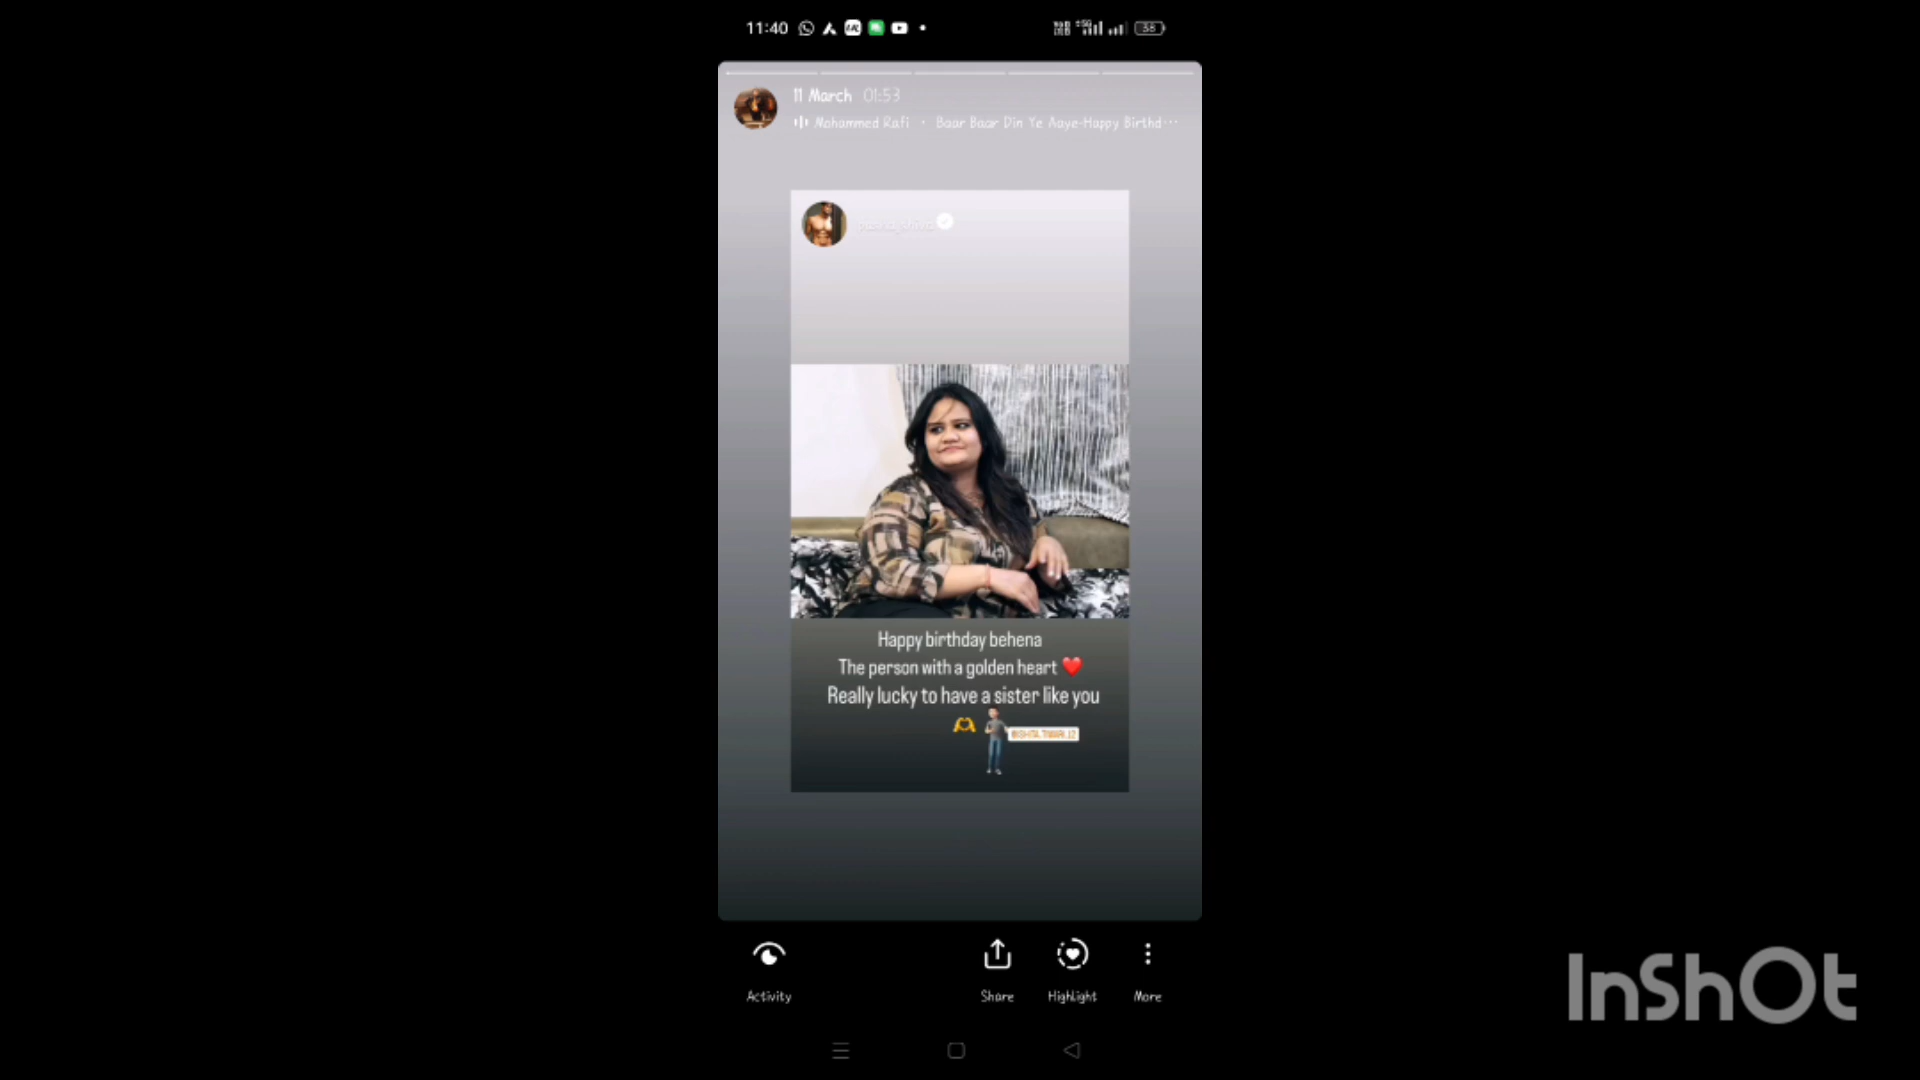 11:40
58
11 March 01:53
Mohammed Rafi • Baar Baar Din Ye Aaye-Happy Birthd...
Happy birthday behena
The person with a golden heart ❤️
Really lucky to have a sister like you
🫶
Activity
Share
Highlight
More
InShOt